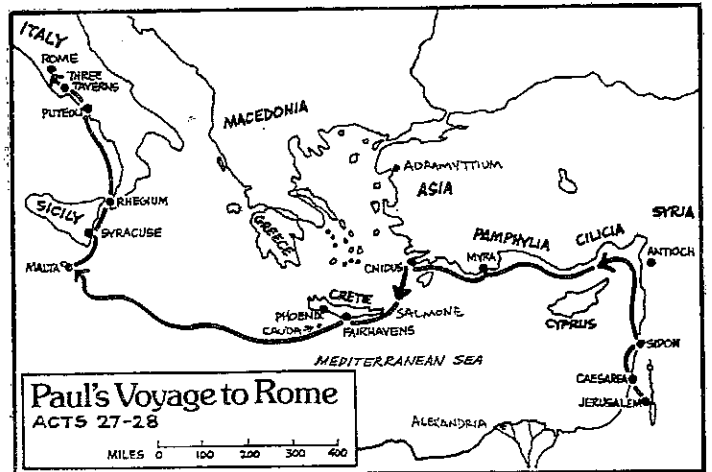 ITALY
ROME
THREE
TAVERNS
PUTEOLI
MACEDONIA
ADRAMYTTIUM
ASIA
RHEGIUM
SICILY
SYRACUSE
GREECE
SYRIA
CILICIA
PAMPHYLIA
ANTIOCH
MALTA
CNIDUS
MYRA
CRETE
PHOENIX
SALMONE
CAUDA
FAIRHAVENS
CYPRUS
SIDON
MEDITERRANEAN SEA
CAESAREA
JERUSALEM
ALEXANDRIA
Paul's Voyage to Rome
ACTS 27-28
MILES 0 100 200 300 400